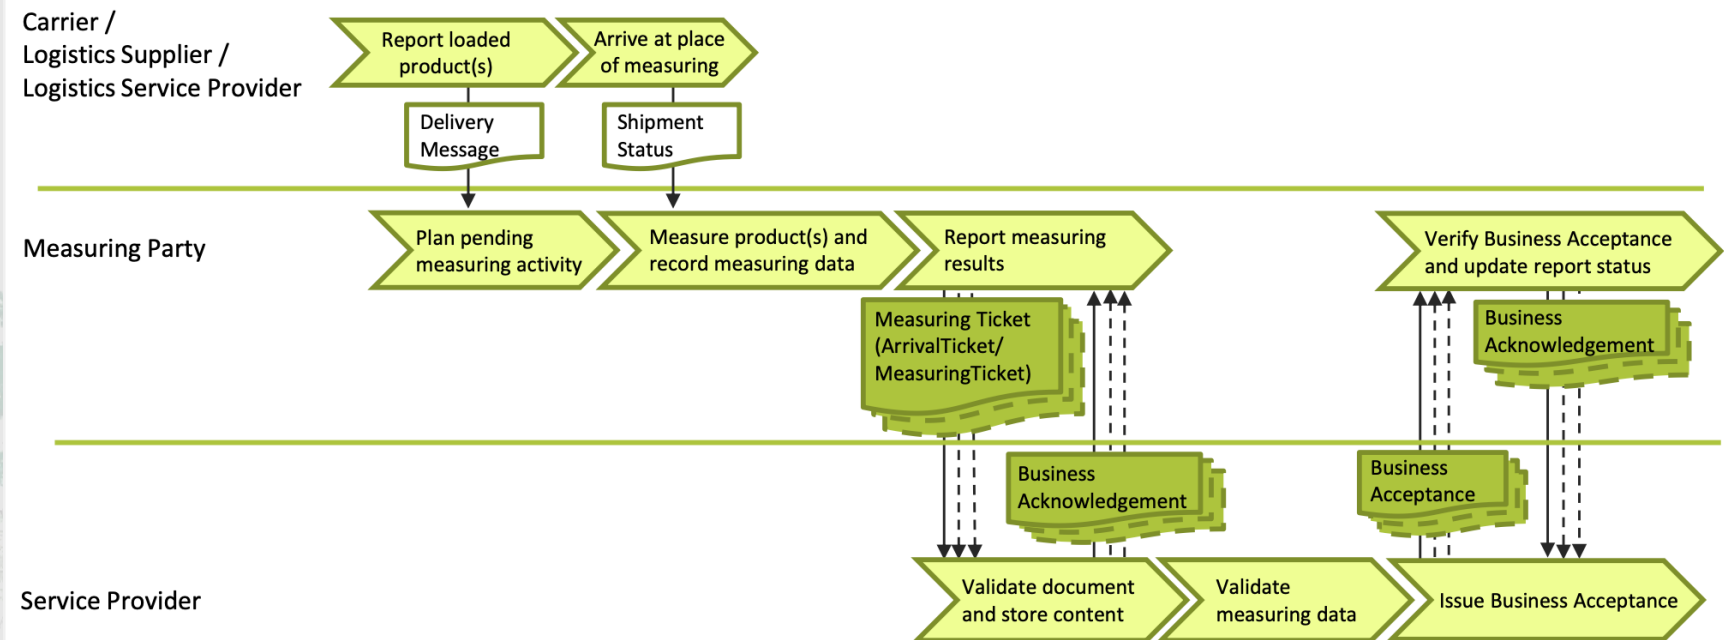 Carrier /
Logistics Supplier /
Logistics Service Provider
Report loaded
product(s)
Arrive at place
of measuring
Delivery
Message
Shipment
Status
Measuring Party
Plan pending
measuring activity
Measure product(s) and
record measuring data
Report measuring
results
Verify Business Acceptance
and update report status
Measuring Ticket
(ArrivalTicket/
MeasuringTicket)
Business
Acknowledgement
Business
Acknowledgement
Business
Acceptance
Service Provider
Validate document
and store content
Validate
measuring data
Issue Business Acceptance